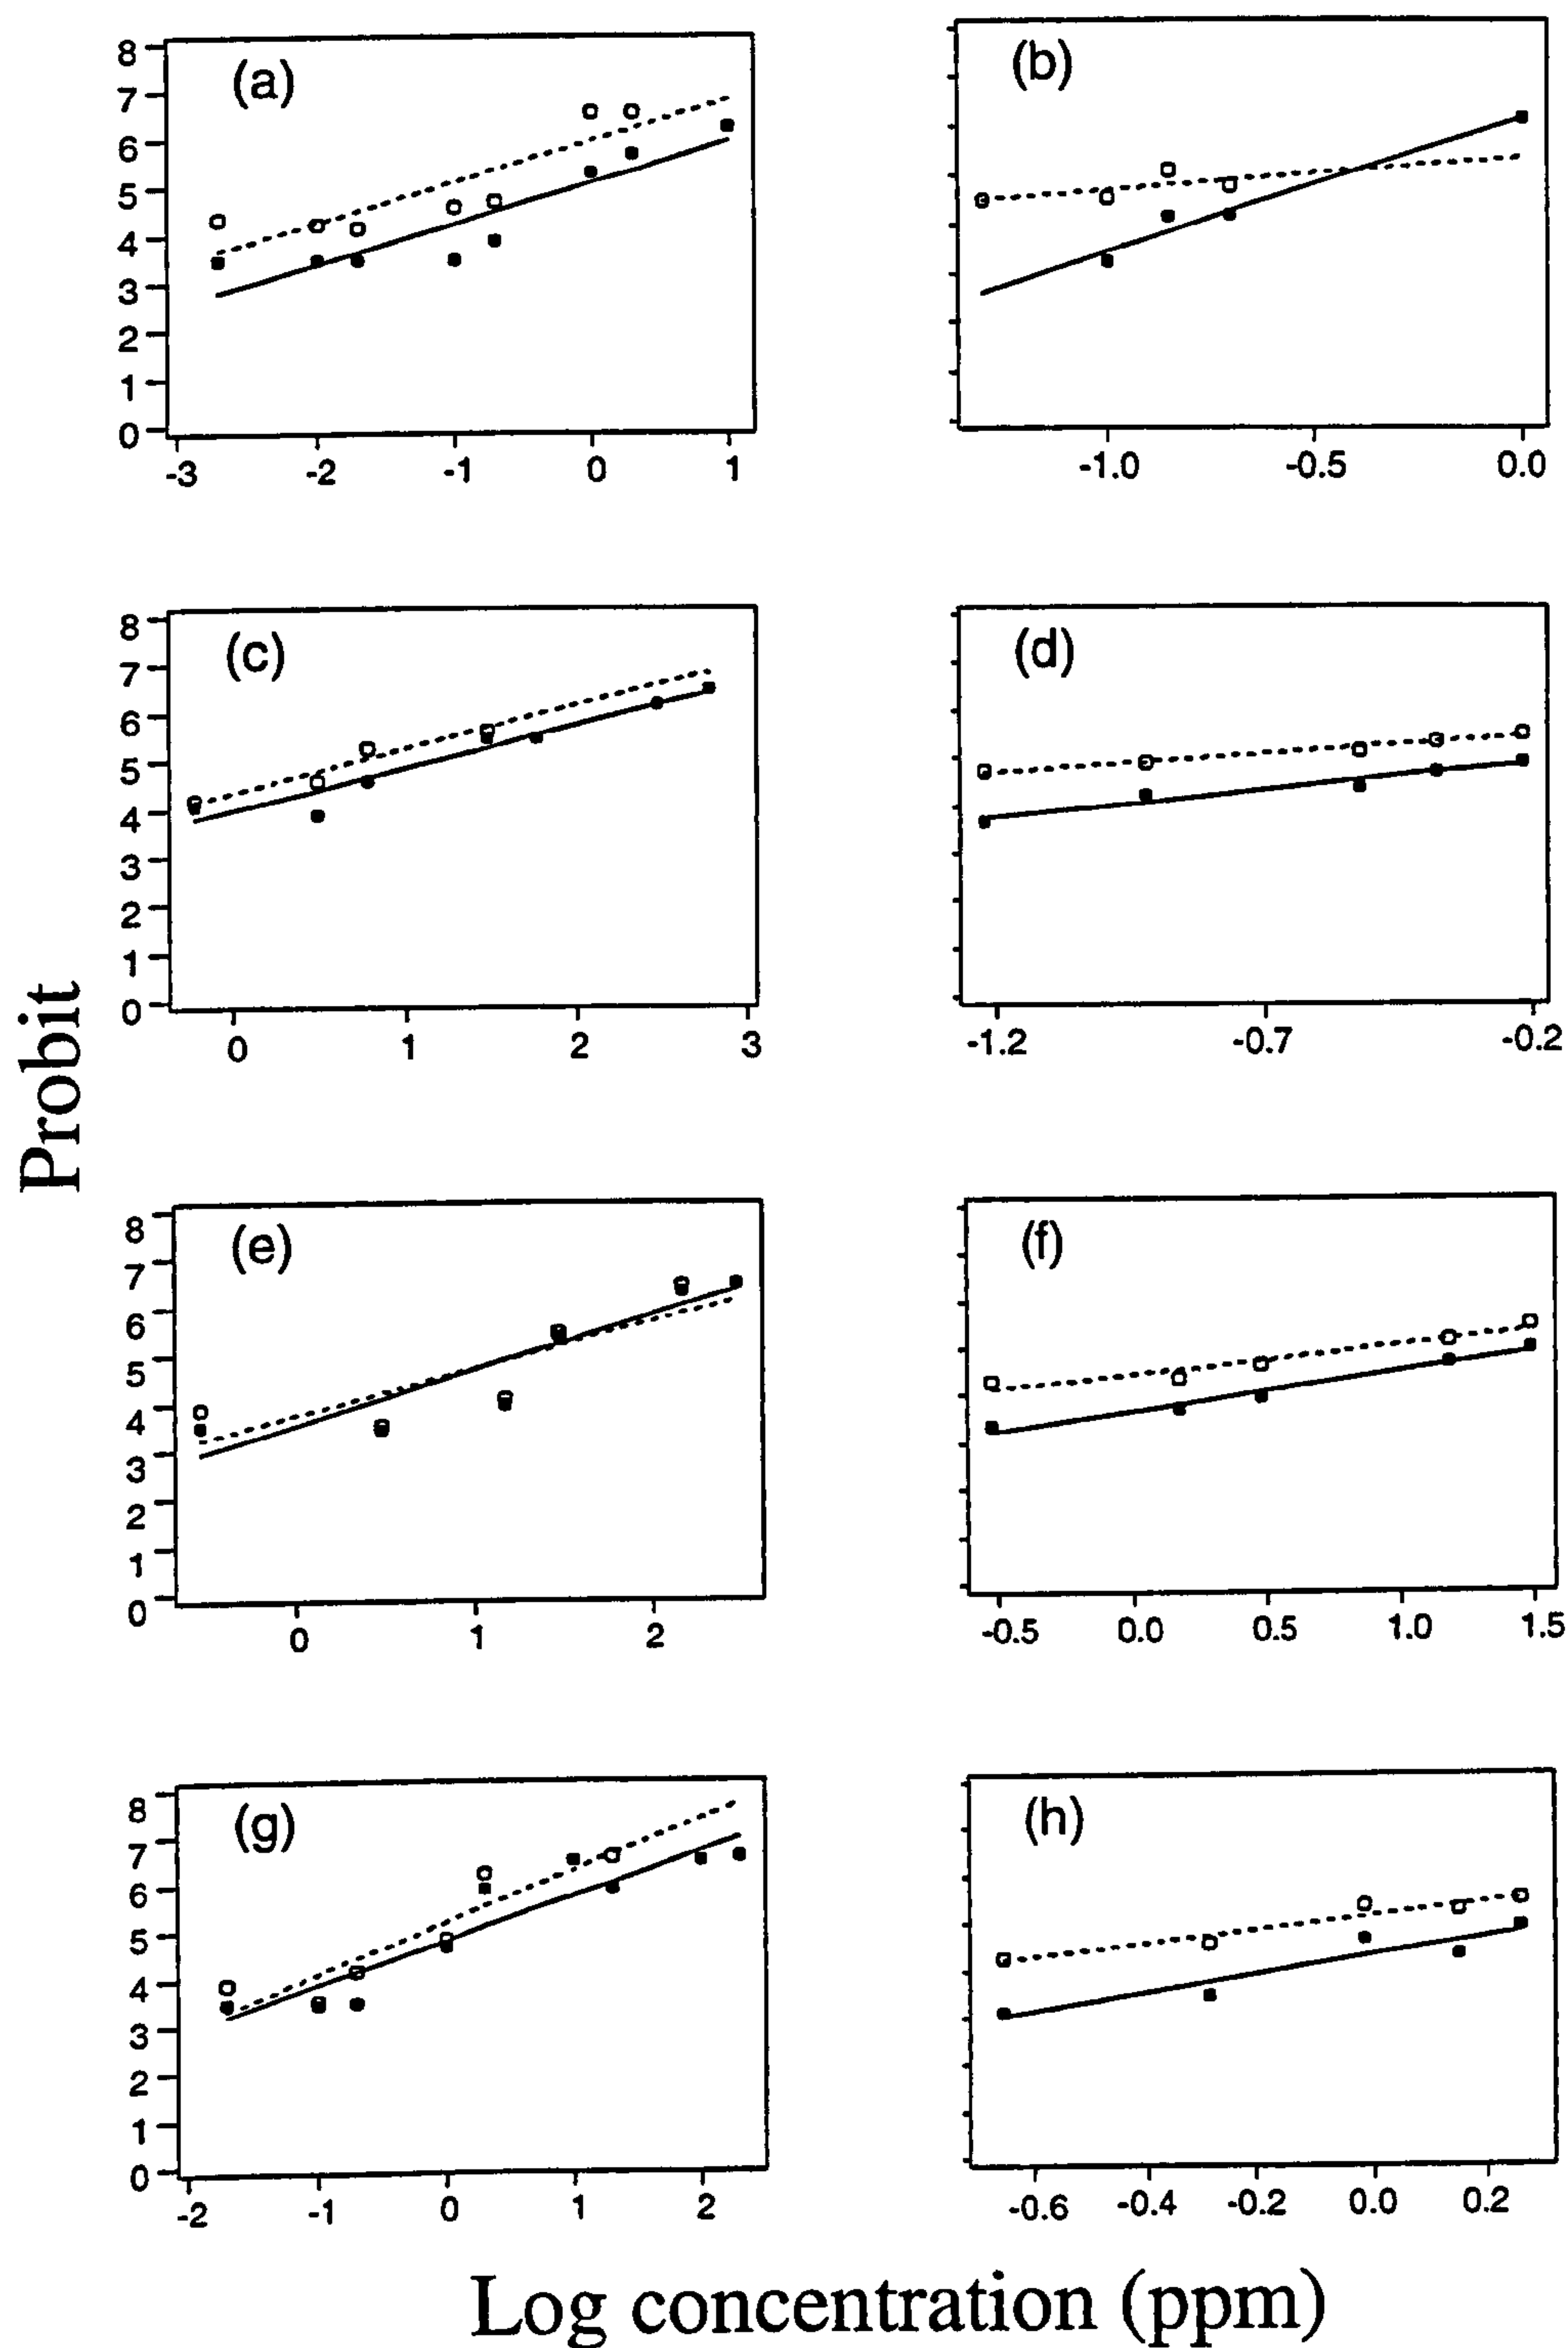 (a)
8
7
6
5
4
3
2
1
0
-3 -2 -1 0 1
(b)
-1.0 -0.5 0.0
(c)
8
7
6
5
4
3
2
1
0
0 1 2 3
(d)
-1.2 -0.7 -0.2
Probit
(e)
8
7
6
5
4
3
2
1
0
0 1 2
(f)
-0.5 0.0 0.5 1.0 1.5
(g)
8
7
6
5
4
3
2
1
0
-2 -1 0 1 2
(h)
-0.6 -0.4 -0.2 0.0 0.2
Log concentration (ppm)